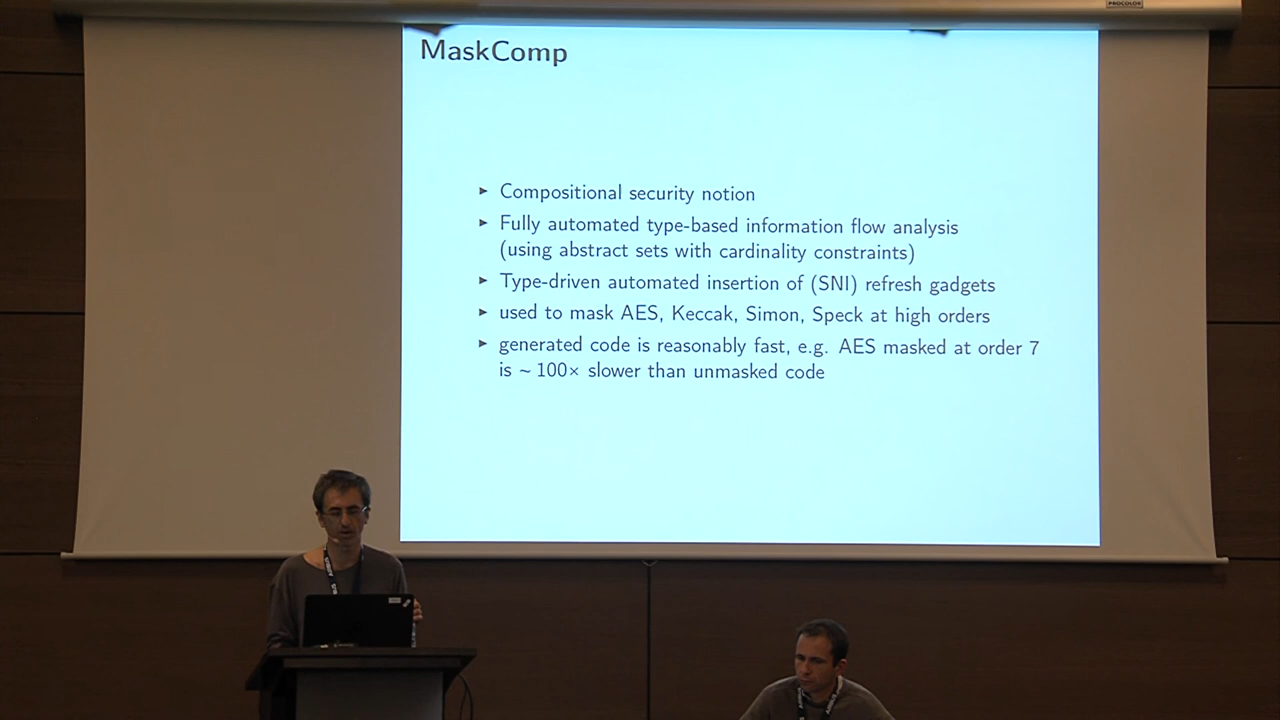 PROCOLOR
MaskComp
► Compositional security notion
► Fully automated type-based information flow analysis
(using abstract sets with cardinality constraints)
► Type-driven automated insertion of (SNI) refresh gadgets
► used to mask AES, Keccak, Simon, Speck at high orders
► generated code is reasonably fast, e.g. AES masked at order 7
is ~ 100× slower than unmasked code